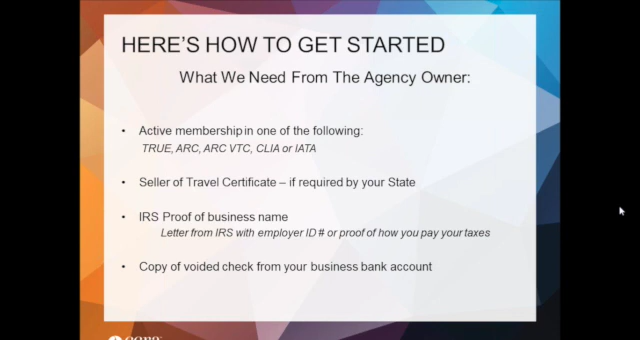 HERE'S HOW TO GET STARTED
What We Need From The Agency Owner:
• Active membership in one of the following:
TRUE, ARC, ARC VTC, CLIA or IATA
• Seller of Travel Certificate – if required by your State
• IRS Proof of business name
Letter from IRS with employer ID # or proof of how you pay your taxes
• Copy of voided check from your business bank account